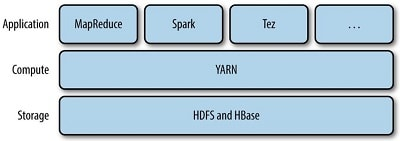 Application MapReduce Spark Tez ...
Compute YARN
Storage HDFS and HBase